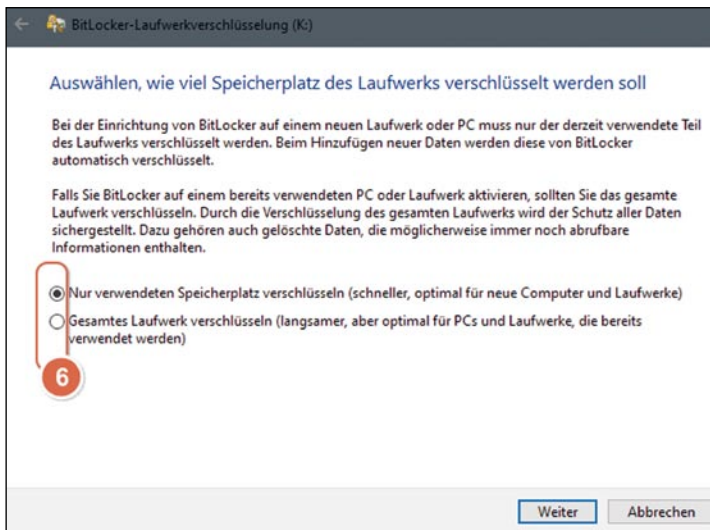 BitLocker-Laufwerkverschlüsselung (K:)
Auswählen, wie viel Speicherplatz des Laufwerks verschlüsselt werden soll
Bei der Einrichtung von BitLocker auf einem neuen Laufwerk oder PC muss nur der derzeit verwendete Teil
des Laufwerks verschlüsselt werden. Beim Hinzufügen neuer Daten werden diese von BitLocker
automatisch verschlüsselt.
Falls Sie BitLocker auf einem bereits verwendeten PC oder Laufwerk aktivieren, sollten Sie das gesamte
Laufwerk verschlüsseln. Durch die Verschlüsselung des gesamten Laufwerks wird der Schutz aller Daten
sichergestellt. Dazu gehören auch gelöschte Daten, die möglicherweise immer noch abrufbare
Informationen enthalten.
Nur verwendeten Speicherplatz verschlüsseln (schneller, optimal für neue Computer und Laufwerke)
Gesamtes Laufwerk verschlüsseln (langsamer, aber optimal für PCs und Laufwerke, die bereits
verwendet werden)
6
Weiter
Abbrechen